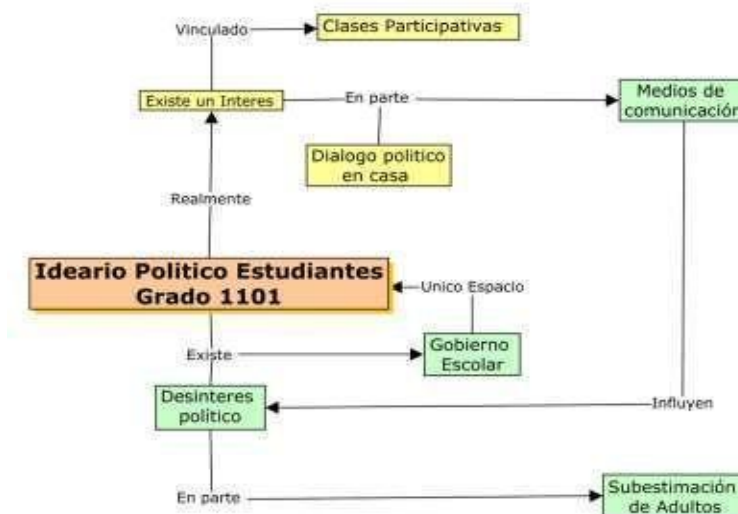 Vinculado
Clases Participativas
Existe un Interes
En parte
Medios de
comunicación
Dialogo politico
en casa
Realmente
Ideario Politico Estudiantes
Grado 1101
Unico Espacio
Existe
Gobierno
Escolar
Desinteres
político
Influyen
En parte
Subestimación
de Adultos